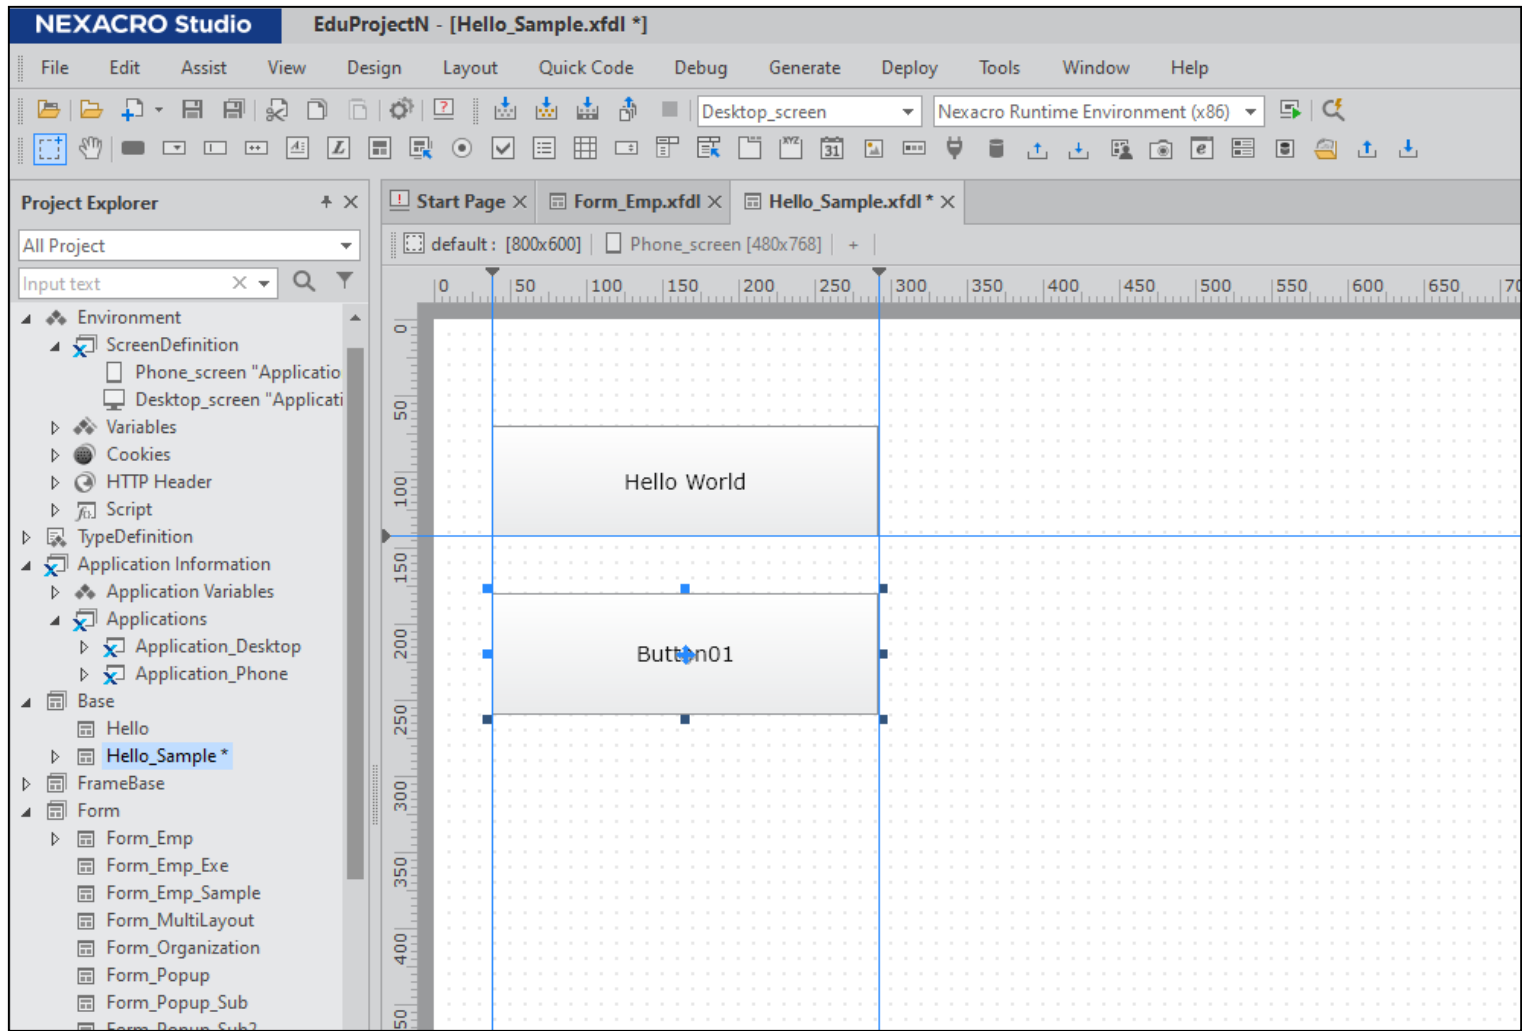 NEXACRO Studio EduProjectN - [Hello_Sample.xfdl *]
File Edit Assist View Design Layout Quick Code Debug Generate Deploy Tools Window Help
Desktop_screen Nexacro Runtime Environment (x86)
Project Explorer
Start Page Form_Emp.xfdl Hello_Sample.xfdl *
All Project
default : [800x600] Phone_screen [480x768] +
Input text
0 50 100 150 200 250 300 350 400 450 500 550 600 650 70
Environment
ScreenDefinition
Phone_screen "Applicatio
Desktop_screen "Applicati
Variables
Cookies
HTTP Header
Script
TypeDefinition
Application Information
Application Variables
Applications
Application_Desktop
Application_Phone
Base
Hello
Hello_Sample *
FrameBase
Form
Form_Emp
Form_Emp_Exe
Form_Emp_Sample
Form_MultiLayout
Form_Organization
Form_Popup
Form_Popup_Sub
Form_Popup_Sub2
0
50
100
150
200
250
300
350
400
50
Hello World
Button01